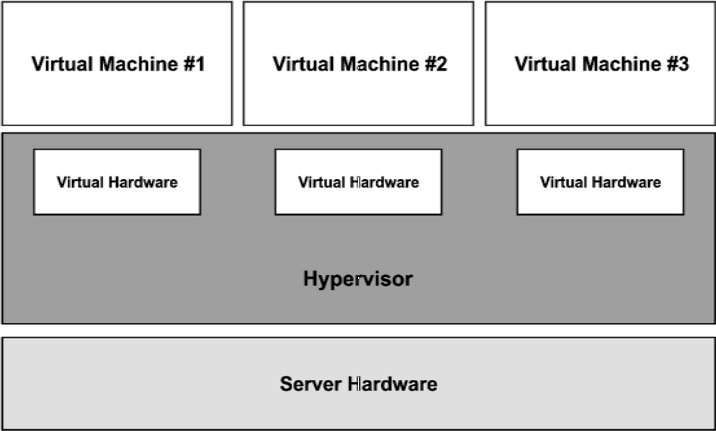 Virtual Machine #1
Virtual Machine #2
Virtual Machine #3
Virtual Hardware
Virtual Hardware
Virtual Hardware
Hypervisor
Server Hardware